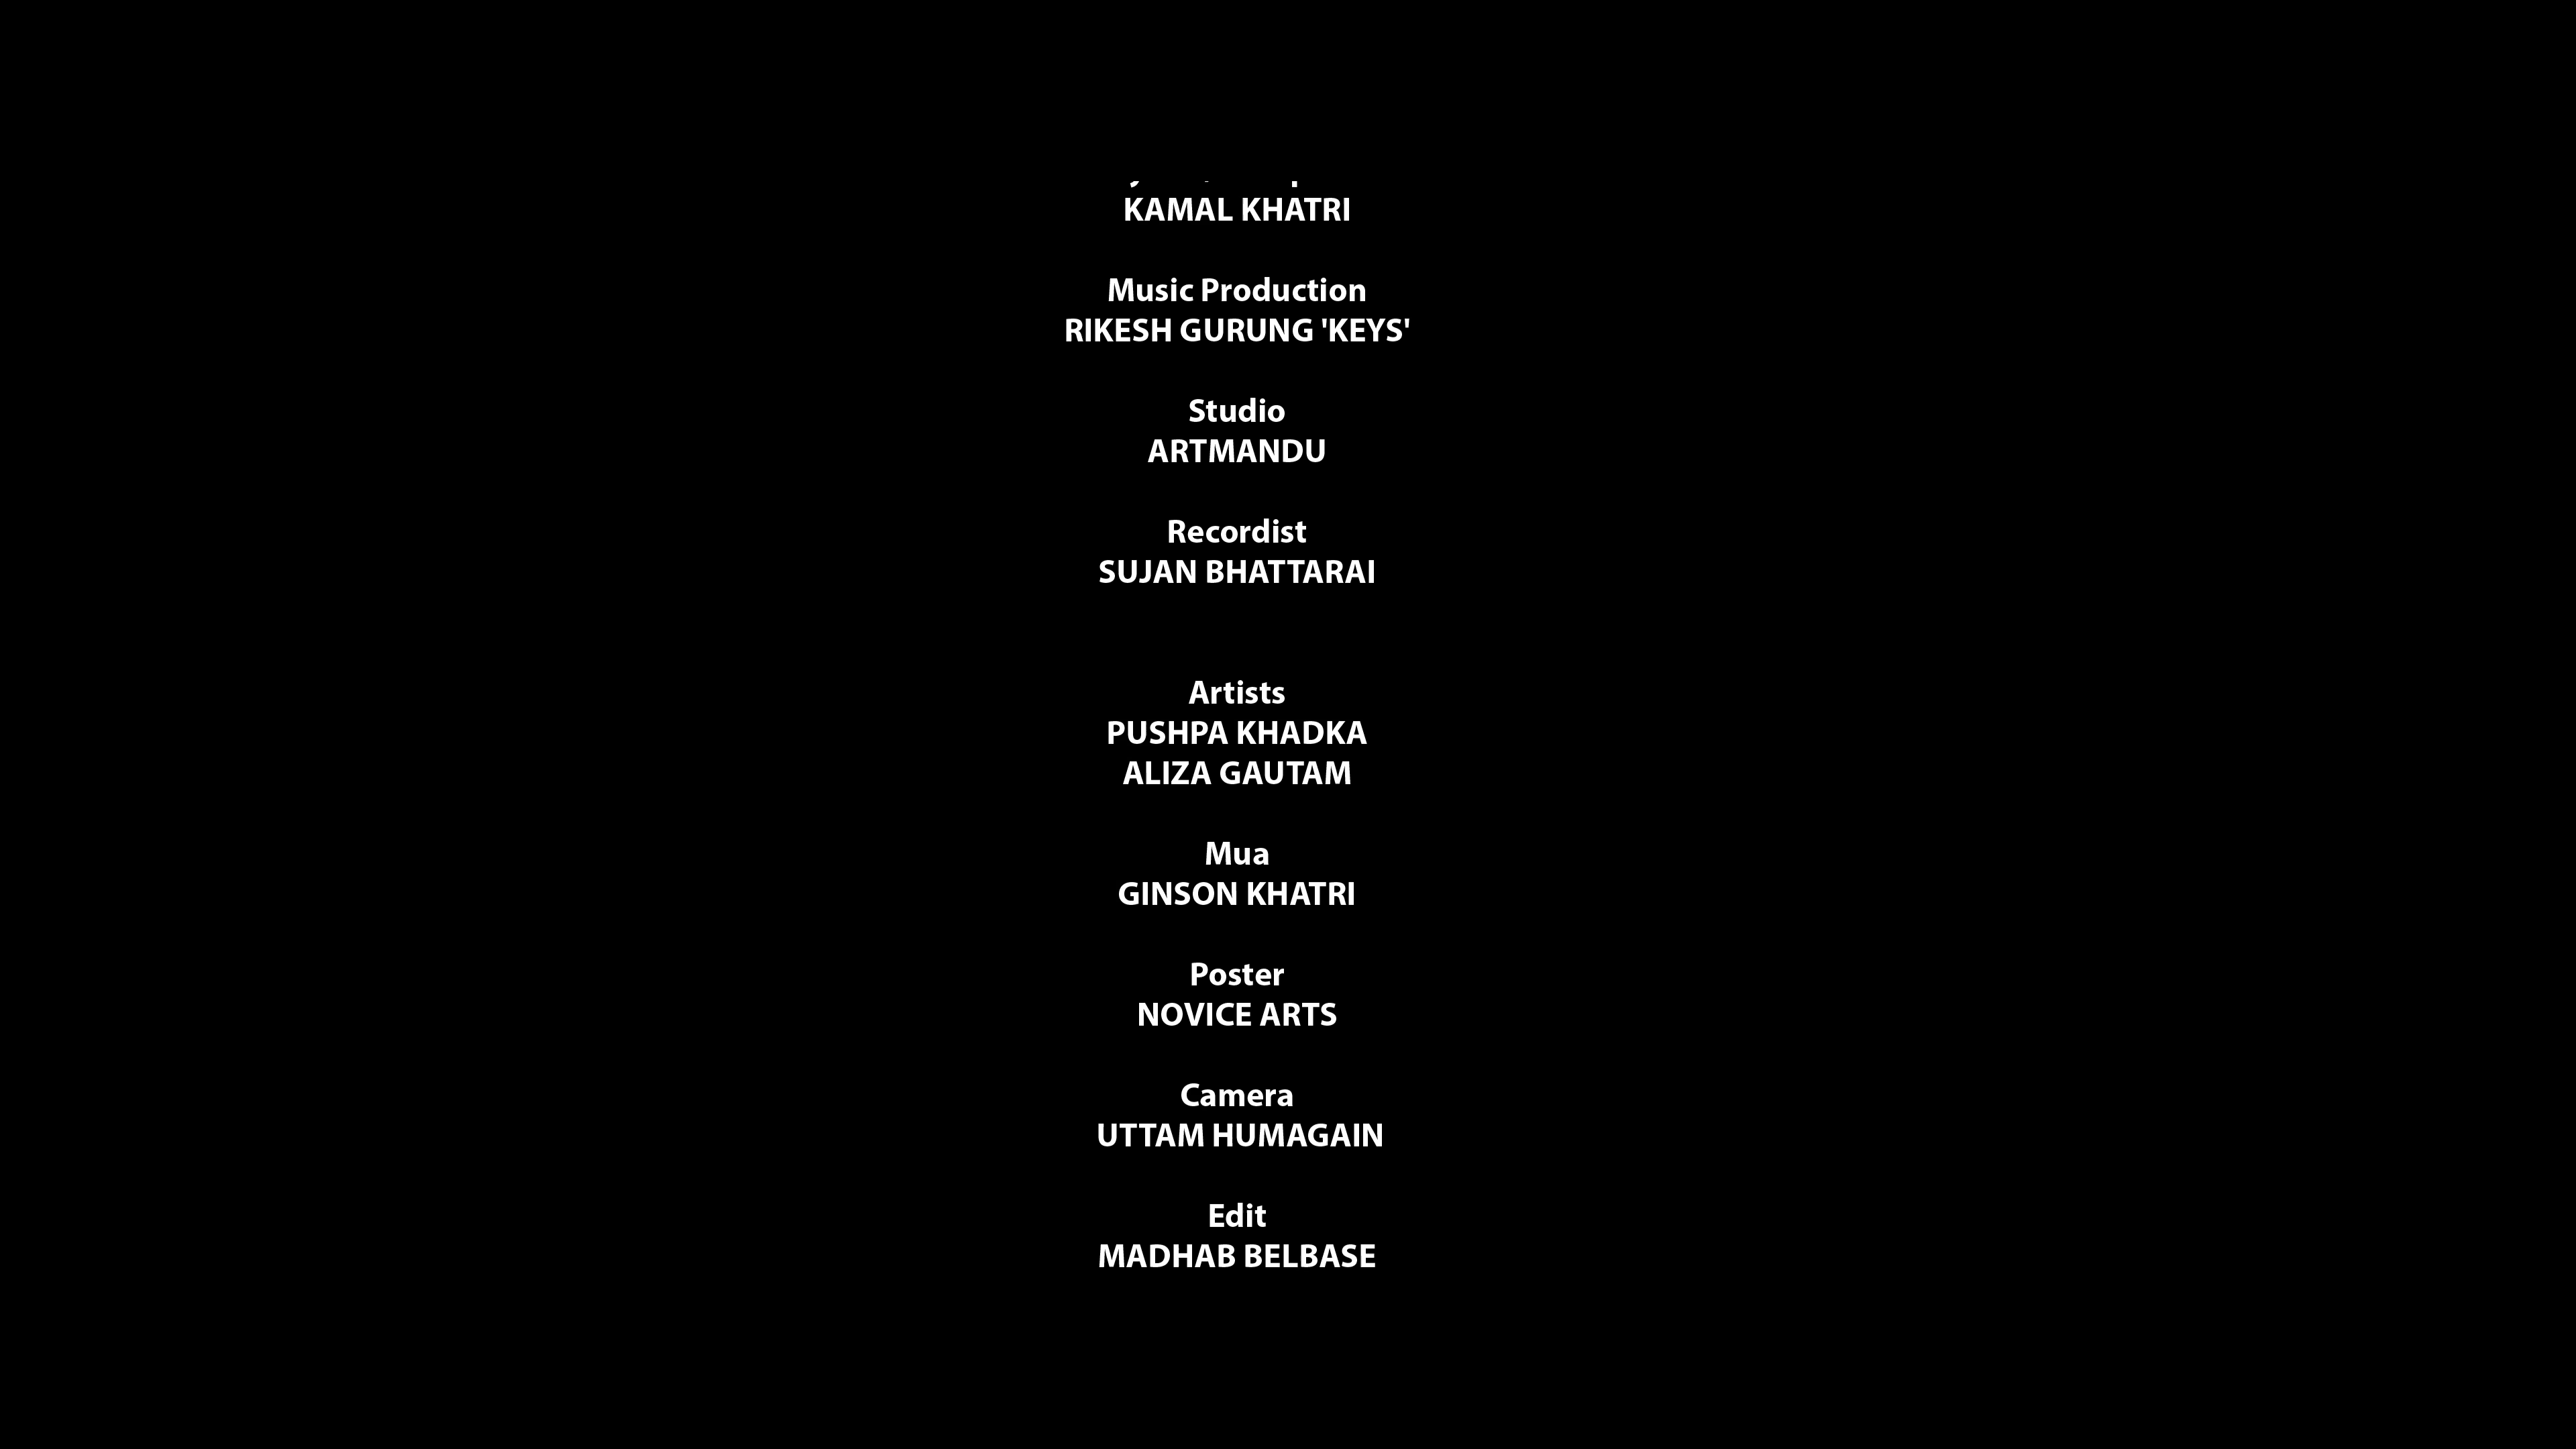 KAMAL KHATRI
Music Production
RIKESH GURUNG 'KEYS'
Studio
ARTMANDU
Recordist
SUJAN BHATTARAI
Artists
PUSHPA KHADKA
ALIZA GAUTAM
Mua
GINSON KHATRI
Poster
NOVICE ARTS
Camera
UTTAM HUMAGAIN
Edit
MADHAB BELBASE